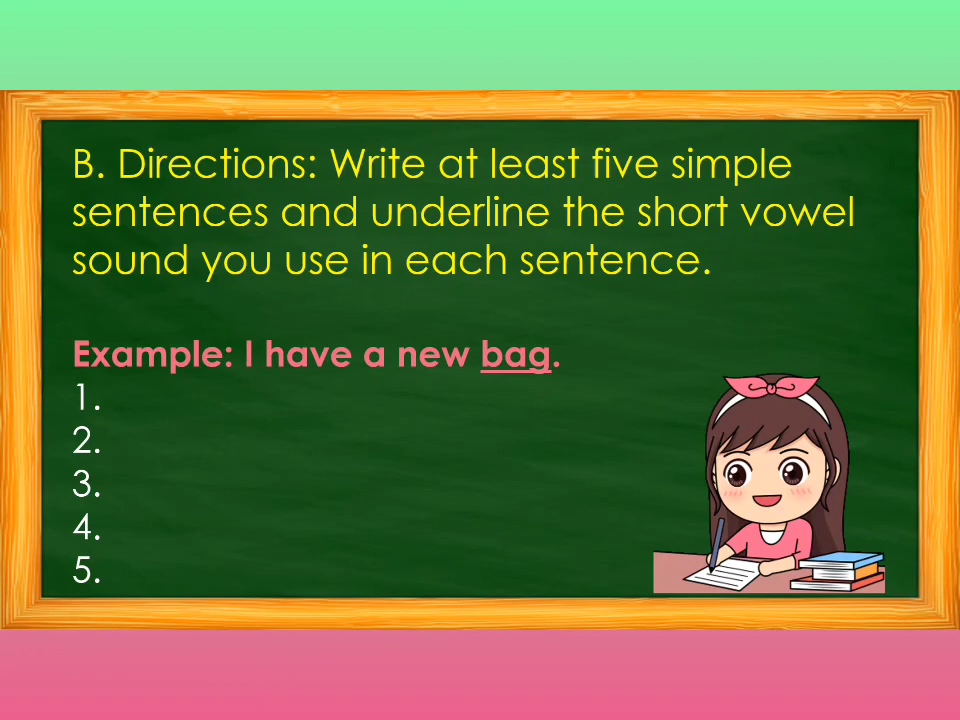 B. Directions: Write at least five simple
sentences and underline the short vowel
sound you use in each sentence.
Example: I have a new bag.
1.
2.
3.
4.
5.